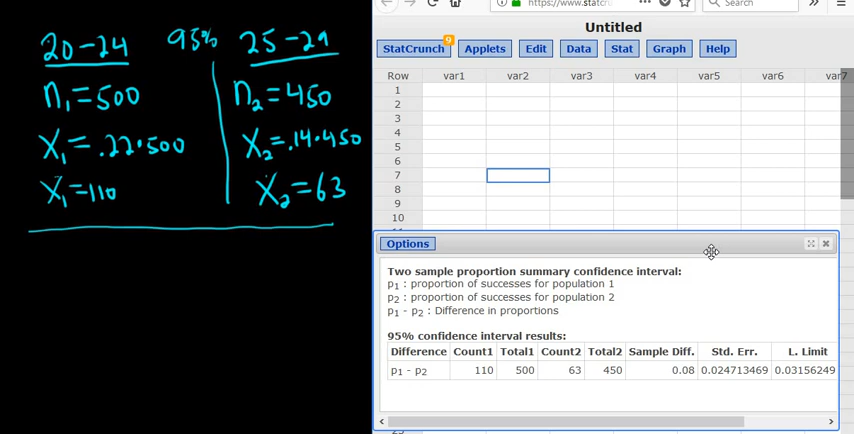 20-24 95% 25-29
n₁=500 n₂=450
X₁=.22·500 X₂=.14·450
X₁=110 X₂=63
https://www.statcru
Search
Untitled
StatCrunch 9 Applets Edit Data Stat Graph Help
Row var1 var2 var3 var4 var5 var6 var7
1
2
3
4
5
6
7
8
9
10
Options
Two sample proportion summary confidence interval:
p₁ : proportion of successes for population 1
p₂ : proportion of successes for population 2
p₁ - p₂ : Difference in proportions
95% confidence interval results:
Difference Count1 Total1 Count2 Total2 Sample Diff. Std. Err. L. Limit
p₁ - p₂ 110 500 63 450 0.08 0.024713469 0.03156249